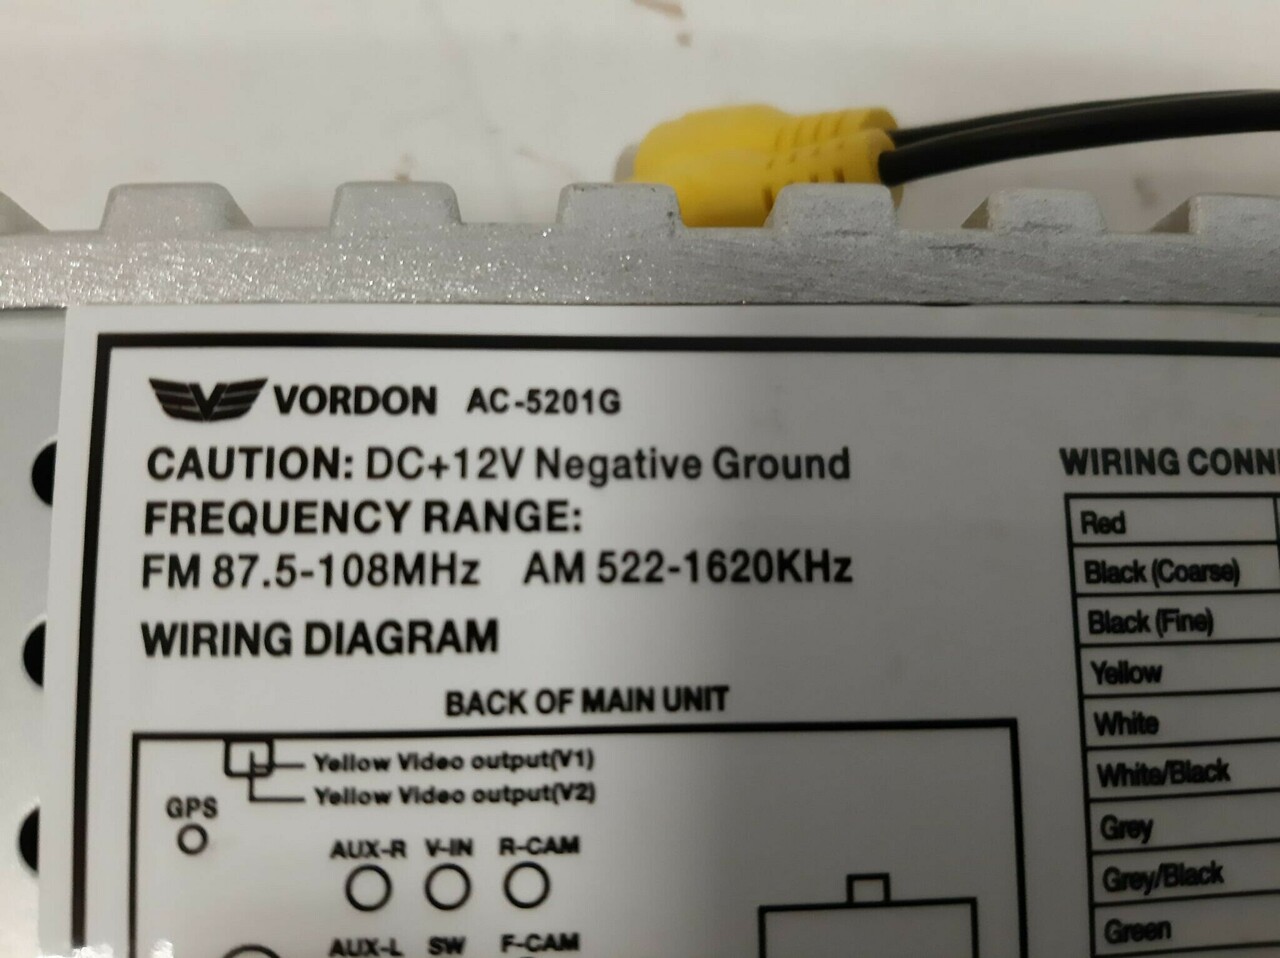 VORDON AC-5201G
CAUTION: DC+12V Negative Ground
FREQUENCY RANGE:
FM 87.5-108MHz AM 522-1620KHz
WIRING DIAGRAM
BACK OF MAIN UNIT
Yellow Video output(V1)
Yellow Video output(V2)
GPS
AUX-R V-IN R-CAM
AUX-L SW F-CAM
WIRING CONN
Red
Black (Coarse)
Black (Fine)
Yellow
White
White/Black
Grey
Grey/Black
Green